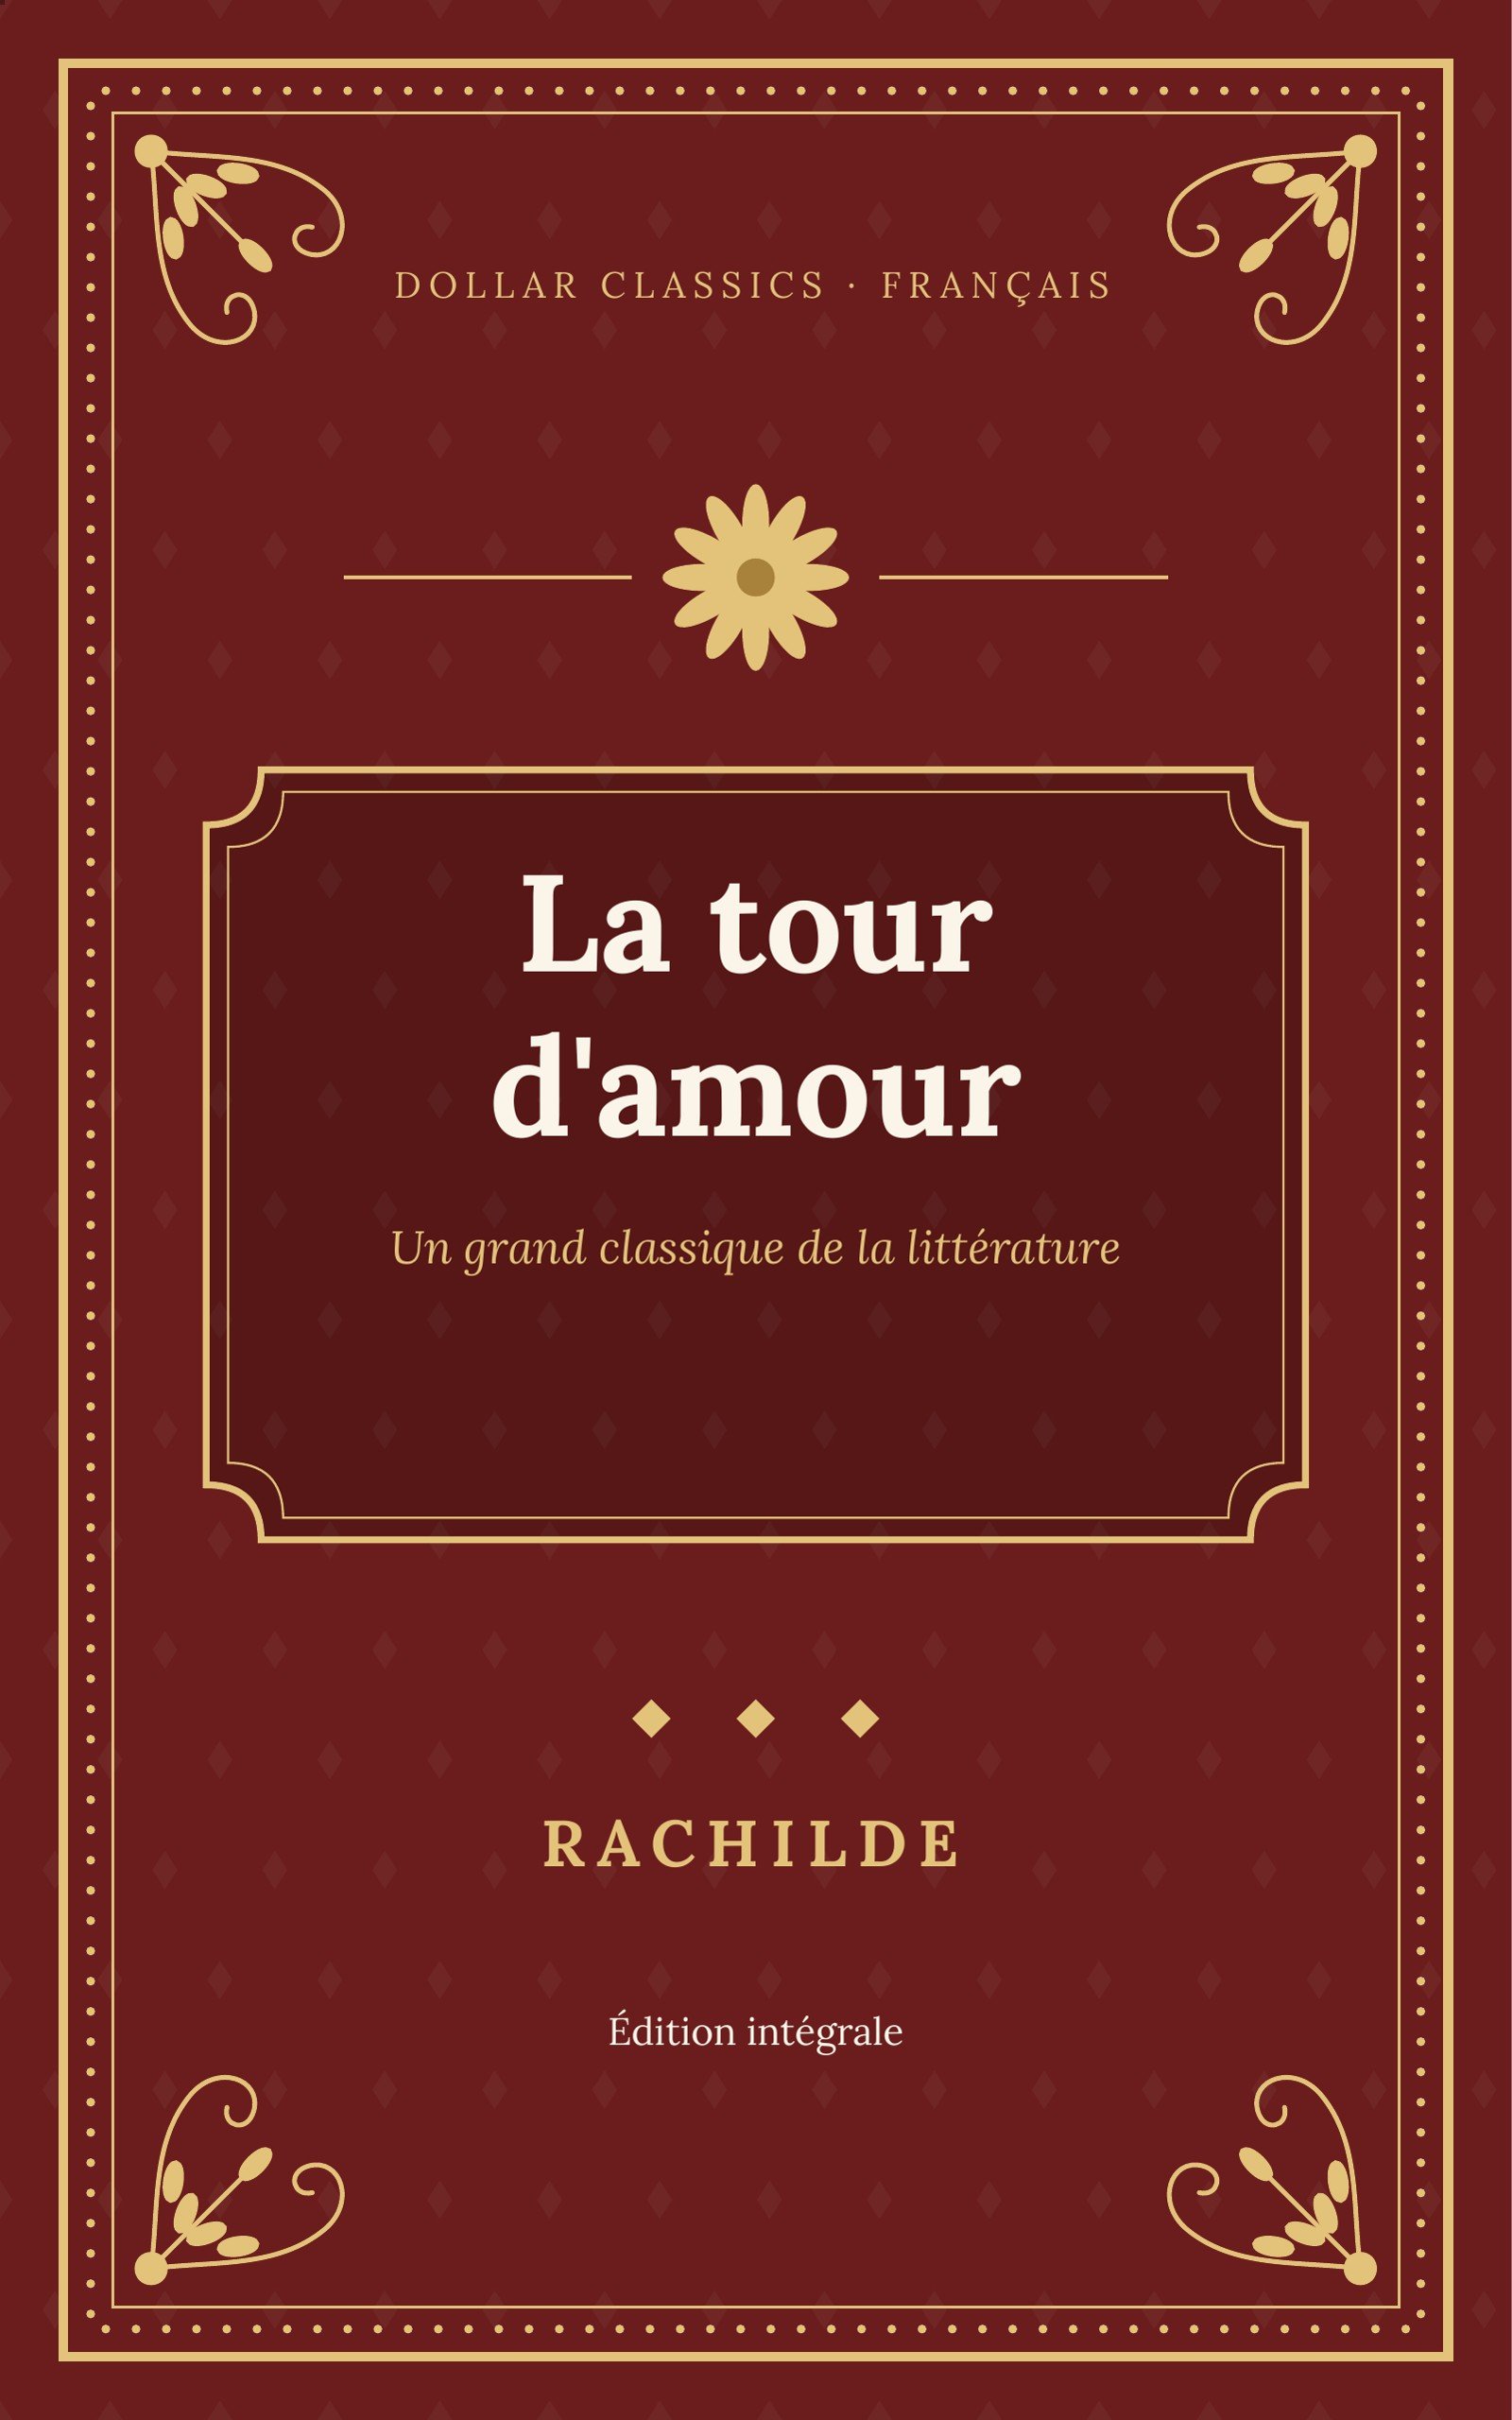 DOLLAR CLASSICS · FRANÇAIS
La tour
d'amour
Un grand classique de la littérature
RACHILDE
Édition intégrale